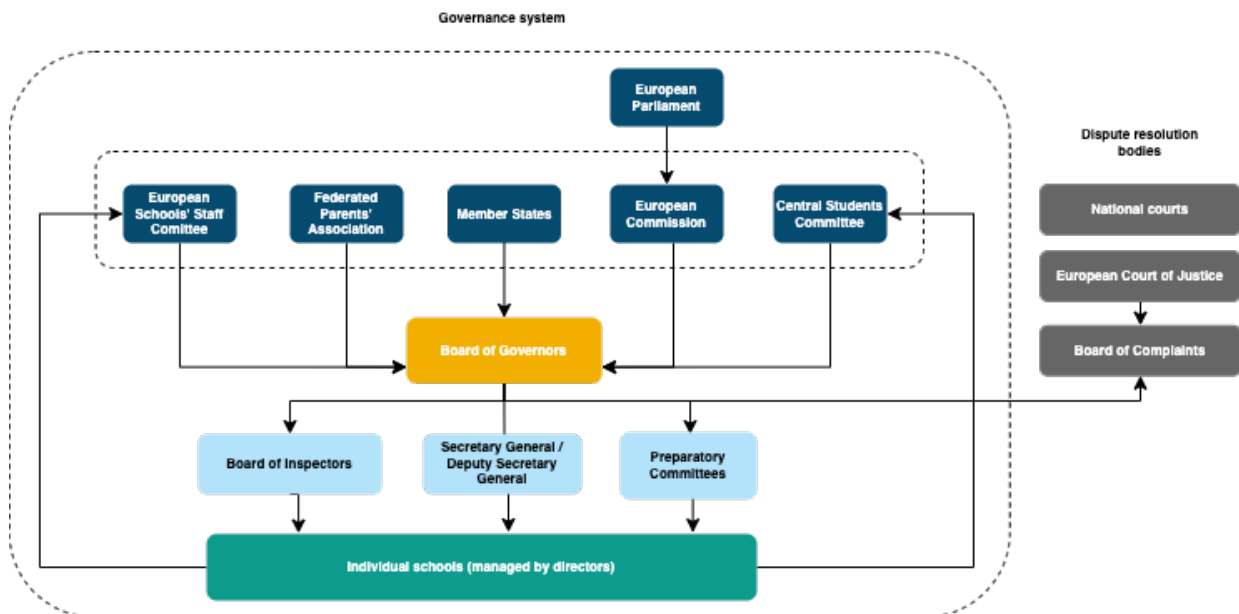 Governance system
European
Parliament
Dispute resolution
bodies
European
Schools' Staff
Comittee
Federated
Parents'
Association
Member States
European
Commission
Central Students
Committee
National courts
European Court of Justice
Board of Governors
Board of Complaints
Board of Inspectors
Secretary General /
Deputy Secretary
General
Preparatory
Committees
Individual schools (managed by directors)